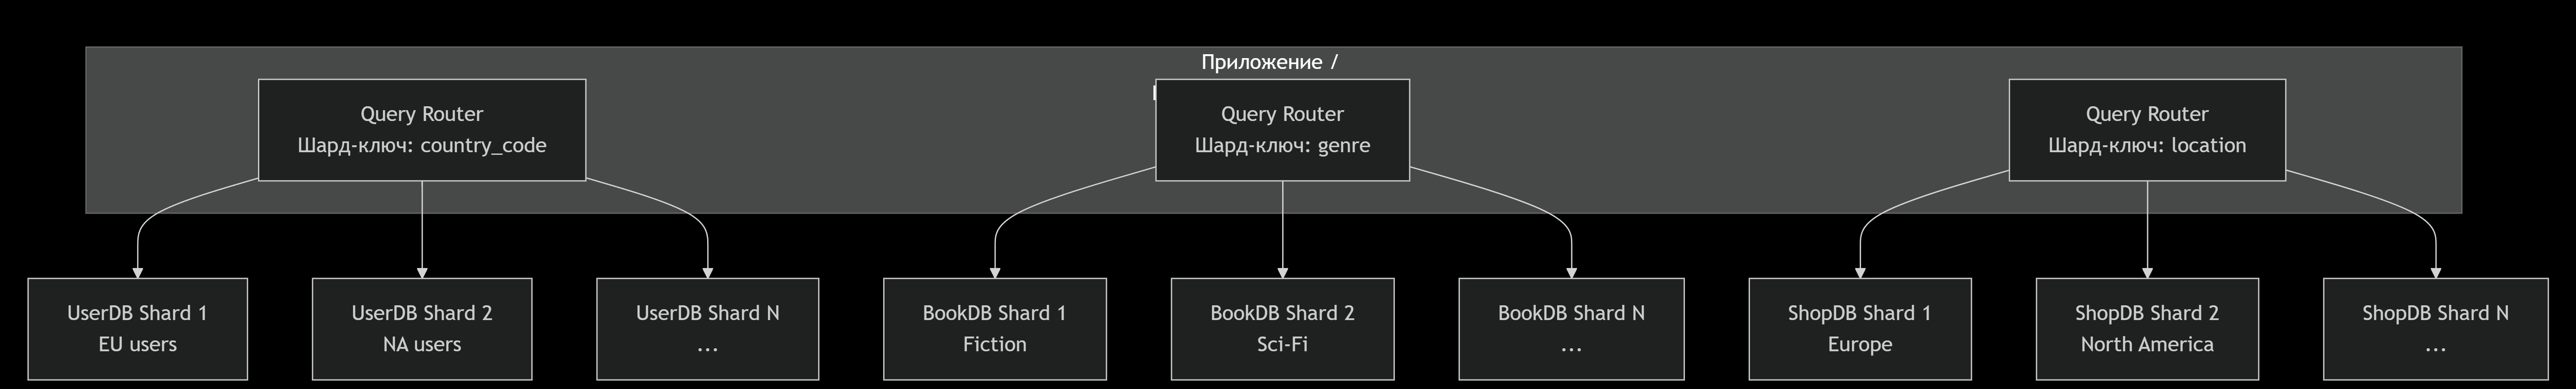 Приложение /
Query Router
Шард-ключ: country_code
Query Router
Шард-ключ: genre
Query Router
Шард-ключ: location
UserDB Shard 1
EU users
UserDB Shard 2
NA users
UserDB Shard N
...
BookDB Shard 1
Fiction
BookDB Shard 2
Sci-Fi
BookDB Shard N
...
ShopDB Shard 1
Europe
ShopDB Shard 2
North America
ShopDB Shard N
...